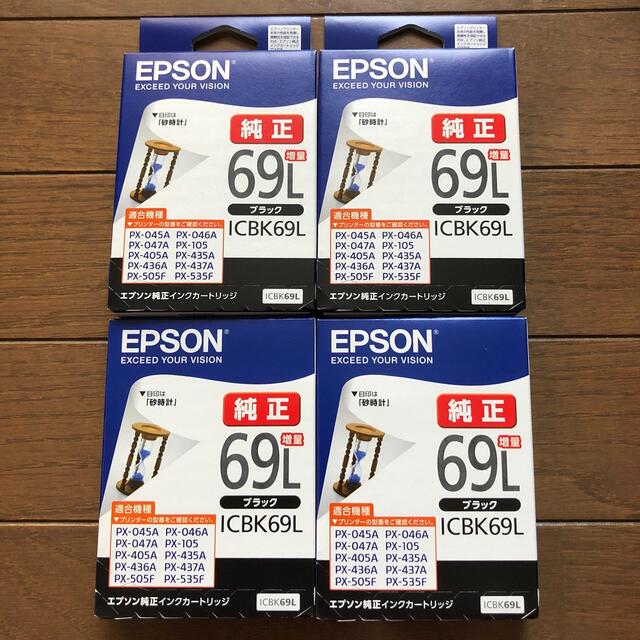 EPSON
EXCEED YOUR VISION
▼目印は
「砂時計」
純正
69L 増量
ブラック
ICBK69L
適合機種
▼プリンターの型番をご確認ください。
PX-045A PX-046A
PX-047A PX-105
PX-405A PX-435A
PX-436A PX-437A
PX-505F PX-535F
エプソン純正インクカートリッジ ICBK69L
EPSON
EXCEED YOUR VISION
▼目印は
「砂時計」
純正
69L 増量
ブラック
ICBK69L
適合機種
▼プリンターの型番をご確認ください。
PX-045A PX-046A
PX-047A PX-105
PX-405A PX-435A
PX-436A PX-437A
PX-505F PX-535F
エプソン純正インクカートリッジ ICBK69L
EPSON
EXCEED YOUR VISION
▼目印は
「砂時計」
純正
69L 増量
ブラック
ICBK69L
適合機種
▼プリンターの型番をご確認ください。
PX-045A PX-046A
PX-047A PX-105
PX-405A PX-435A
PX-436A PX-437A
PX-505F PX-535F
エプソン純正インクカートリッジ ICBK69L
EPSON
EXCEED YOUR VISION
▼目印は
「砂時計」
純正
69L 増量
ブラック
ICBK69L
適合機種
▼プリンターの型番をご確認ください。
PX-045A PX-046A
PX-047A PX-105
PX-405A PX-435A
PX-436A PX-437A
PX-505F PX-535F
エプソン純正インクカートリッジ ICBK69L